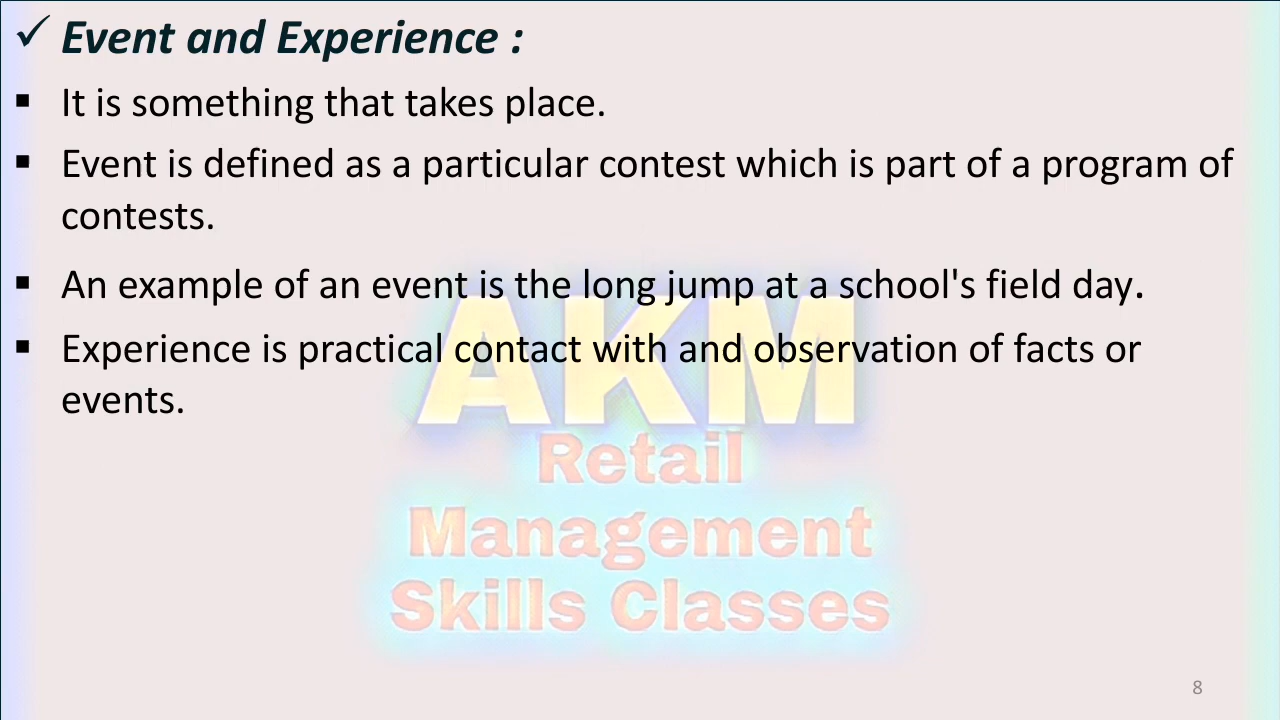 ✓ Event and Experience :
▪ It is something that takes place.
▪ Event is defined as a particular contest which is part of a program of
contests.
▪ An example of an event is the long jump at a school's field day.
▪ Experience is practical contact with and observation of facts or
events.
AKM
Retail
Management
Skills Classes
8